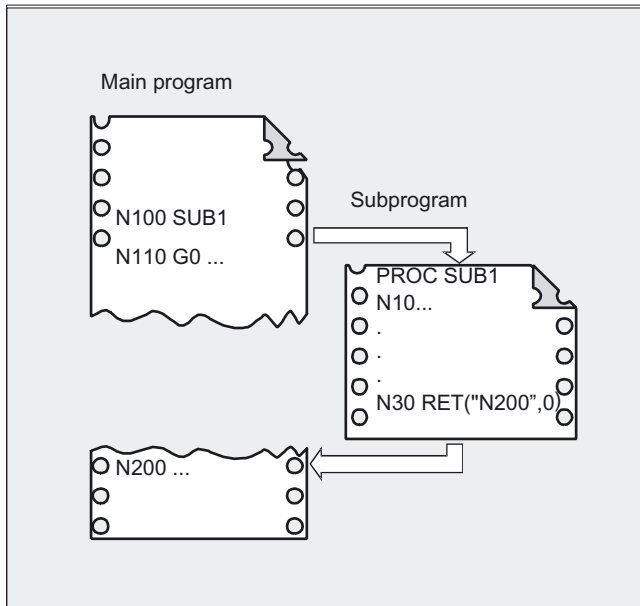 Main program
N100 SUB1
N110 G0 ...
Subprogram
PROC SUB1
N10...
.
.
.
N30 RET("N200”,0)
N200 ...